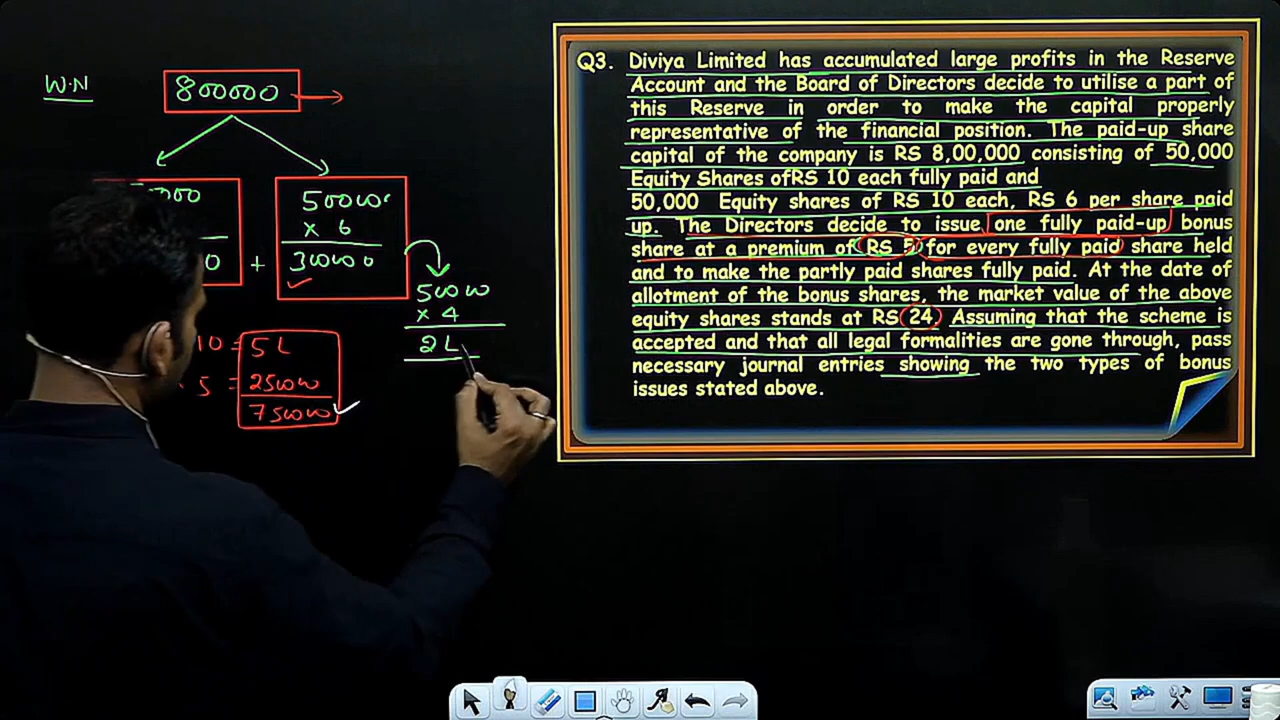 W.N
800000
000
0
+
500000
x 6
300000
50000
x 4
2L
10 = 5L
5 = 250000
750000
Q3. Diviya Limited has accumulated large profits in the Reserve
Account and the Board of Directors decide to utilise a part of
this Reserve in order to make the capital properly
representative of the financial position. The paid-up share
capital of the company is RS 8,00,000 consisting of 50,000
Equity Shares ofRS 10 each fully paid and
50,000 Equity shares of RS 10 each, RS 6 per share paid
up. The Directors decide to issue one fully paid-up bonus
share at a premium of RS 5 for every fully paid share held
and to make the partly paid shares fully paid. At the date of
allotment of the bonus shares, the market value of the above
equity shares stands at RS 24. Assuming that the scheme is
accepted and that all legal formalities are gone through, pass
necessary journal entries showing the two types of bonus
issues stated above.